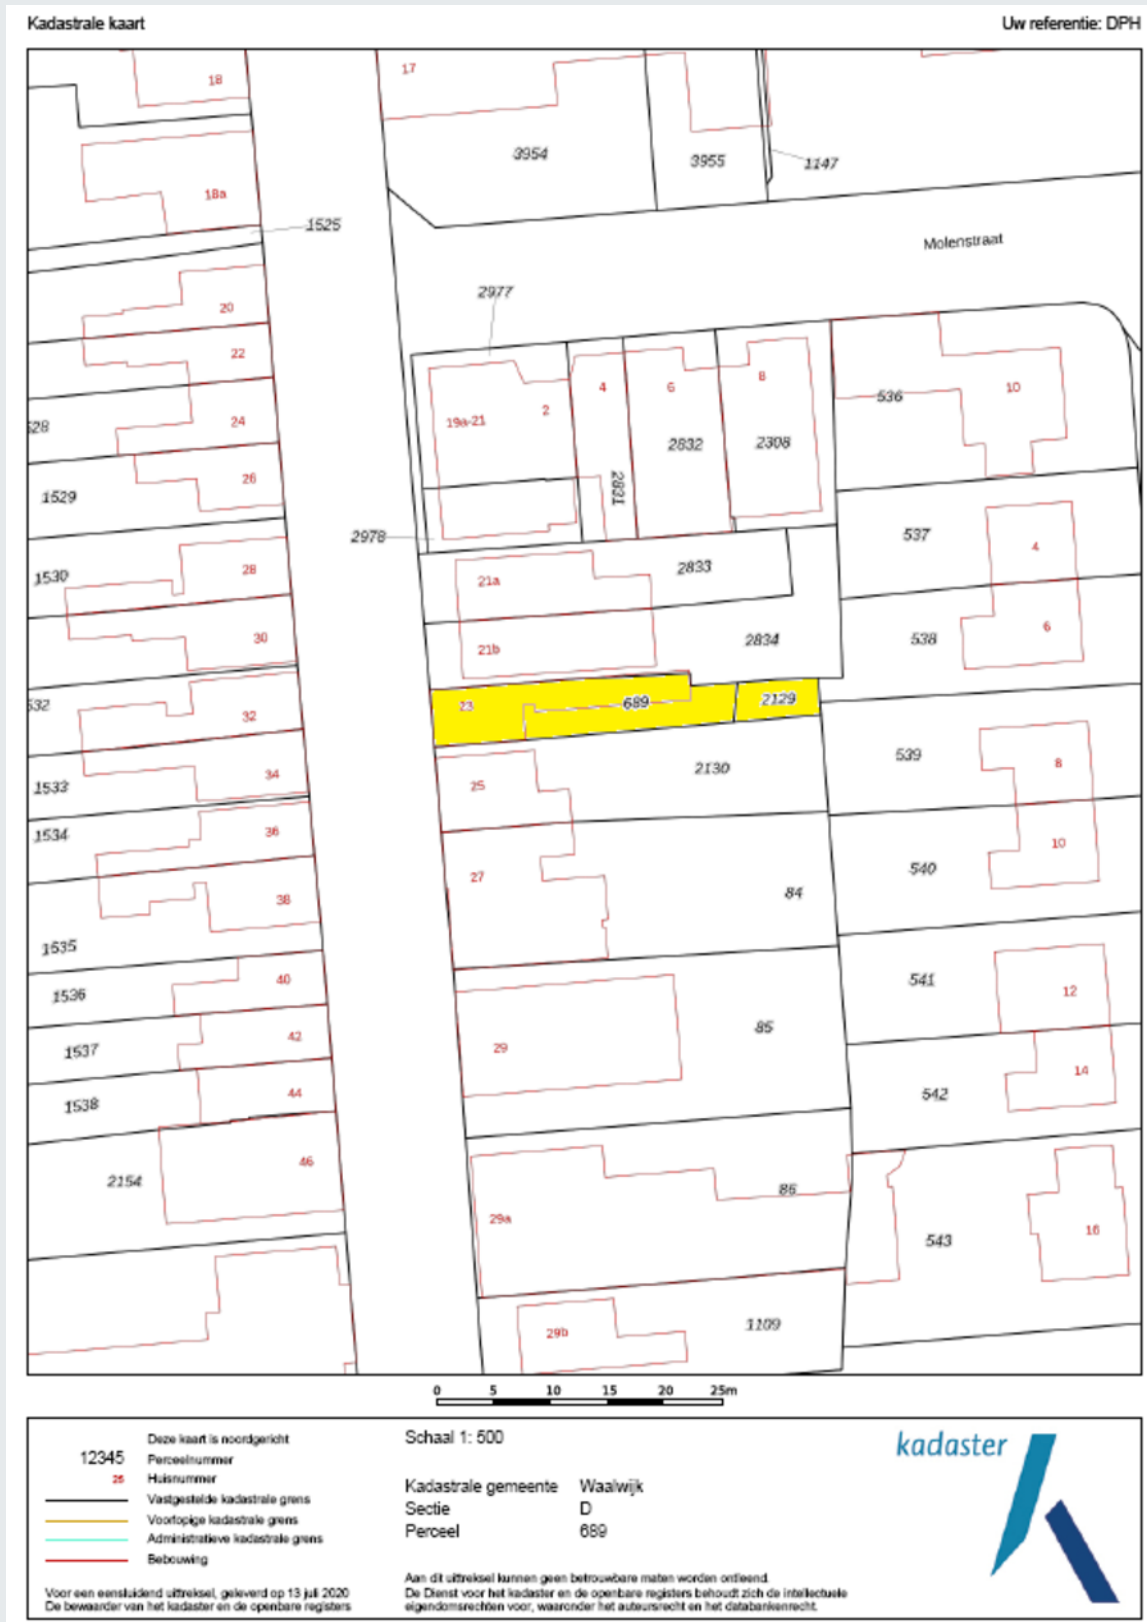 Kadastrale kaart
Uw referentie: DPH
18
17
3954
3955
1147
18a
1525
Molenstraat
20
2977
22
4
6
8
10
536
24
19a-21
2
528
2832
2308
26
1529
2831
537
4
2978
28
1530
21a
2833
30
21b
2834
538
6
532
32
23
689
2129
539
8
34
1533
25
2130
36
1534
10
27
540
38
84
1535
40
541
12
1536
42
29
85
1537
14
44
542
1538
46
2154
86
29a
543
16
29b
1109
0 5 10 15 20 25m
Deze kaart is noordgericht
12345 Perceelnummer
25 Huisnummer
Vastgestelde kadastrale grens
Voorlopige kadastrale grens
Administratieve kadastrale grens
Bebouwing
Voor een eensluidend uittreksel, geleverd op 13 juli 2020
De bewaarder van het kadaster en de openbare registers
Schaal 1: 500
Kadastrale gemeente Waalwijk
Sectie D
Perceel 689
Aan dit uittreksel kunnen geen betrouwbare maten worden ontleend.
De Dienst voor het kadaster en de openbare registers behoudt zich de intellectuele
eigendomsrechten voor, waaronder het auteursrecht en het databankenrecht.
kadaster